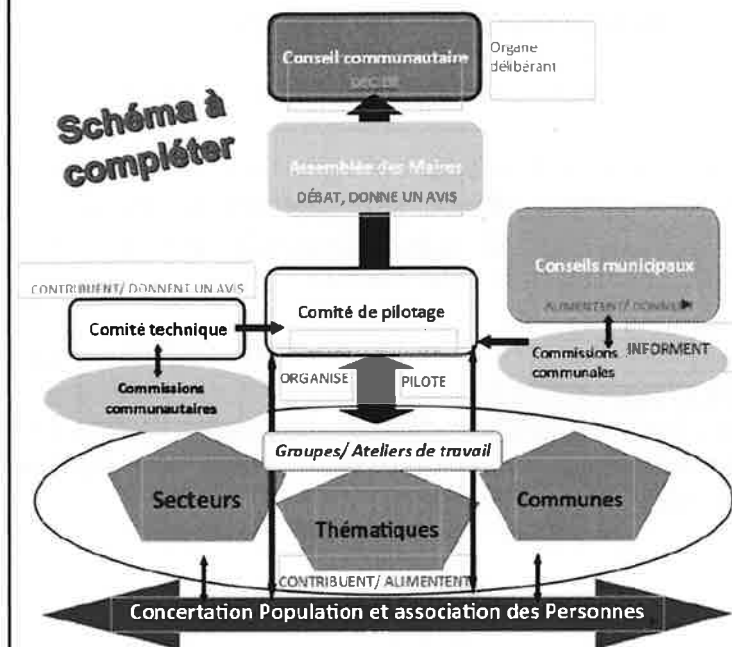 Conseil communautaire
DÉCIDE
Organe
délibérant
Schéma à
compléter
Assemblée des Maires
DÉBAT, DONNE UN AVIS
Conseils municipaux
CONTRIBUENT/ DONNENT UN AVIS
ALIMENTENT/
Comité technique
Comité de pilotage
Commissions
communales
INFORMENT
Commissions
communautaires
ORGANISE
PILOTE
Groupes/ Ateliers de travail
Secteurs
Communes
Thématiques
CONTRIBUENT/ ALIMENTENT
Concertation Population et association des Personnes